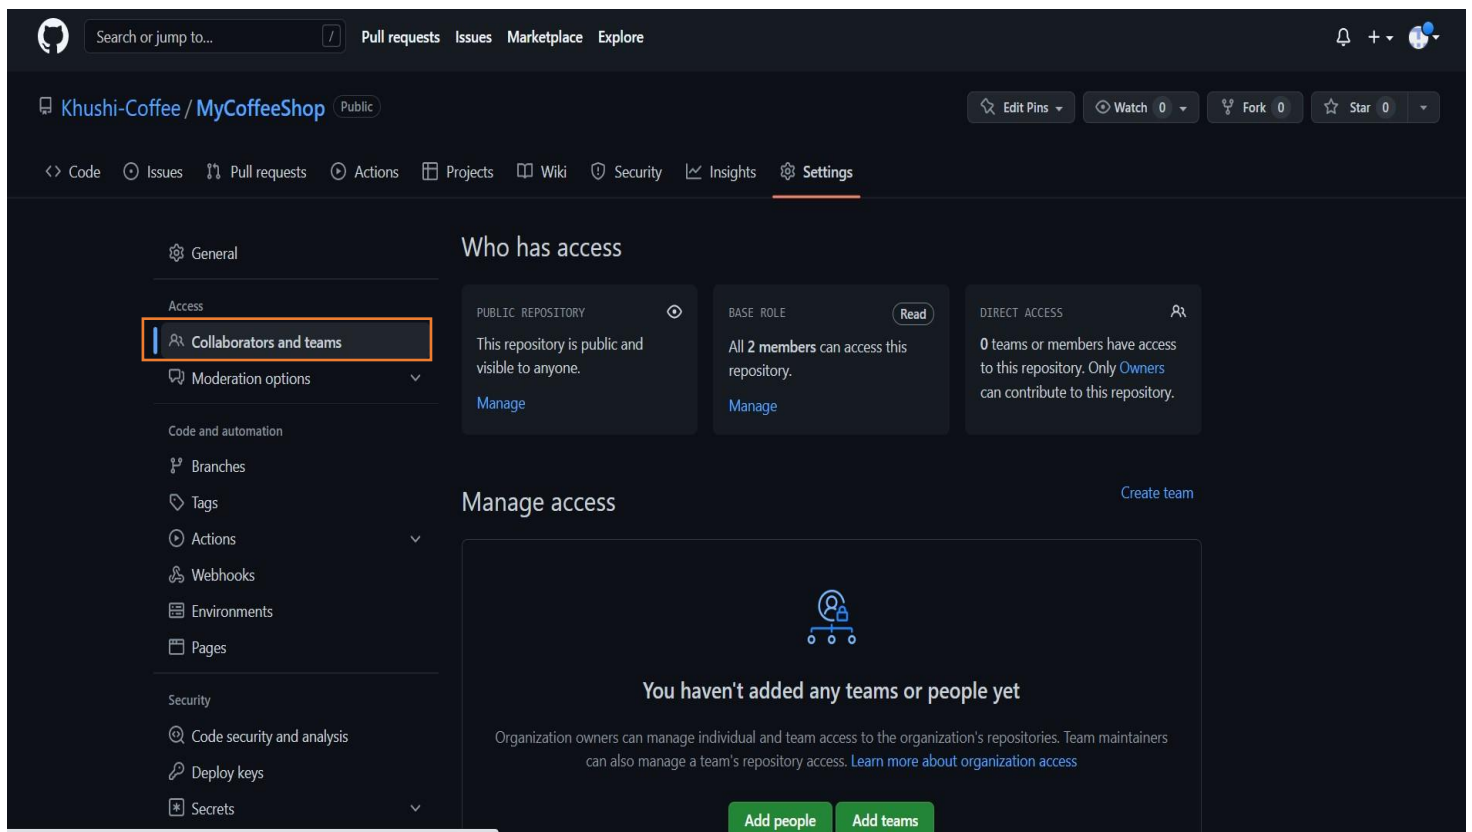 Search or jump to... /
Pull requests Issues Marketplace Explore
Khushi-Coffee / MyCoffeeShop Public
Edit Pins Watch 0 Fork 0 Star 0
Code Issues Pull requests Actions Projects Wiki Security Insights Settings
General
Access
Collaborators and teams
Moderation options
Code and automation
Branches
Tags
Actions
Webhooks
Environments
Pages
Security
Code security and analysis
Deploy keys
Secrets
Who has access
PUBLIC REPOSITORY
This repository is public and
visible to anyone.
Manage
BASE ROLE Read
All 2 members can access this
repository.
Manage
DIRECT ACCESS
0 teams or members have access
to this repository. Only Owners
can contribute to this repository.
Manage access
Create team
You haven't added any teams or people yet
Organization owners can manage individual and team access to the organization's repositories. Team maintainers
can also manage a team's repository access. Learn more about organization access
Add people Add teams